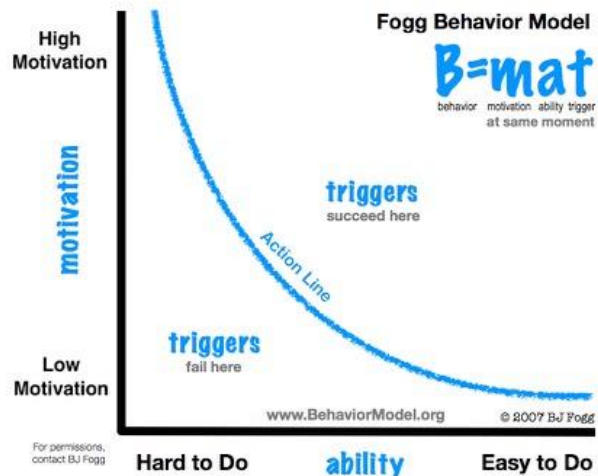 Fogg Behavior Model
B=mat
behavior motivation ability trigger
at same moment
High
Motivation
motivation
triggers
succeed here
Action Line
triggers
fail here
Low
Motivation
www.BehaviorModel.org
© 2007 BJ Fogg
For permissions,
contact BJ Fogg
Hard to Do
ability
Easy to Do